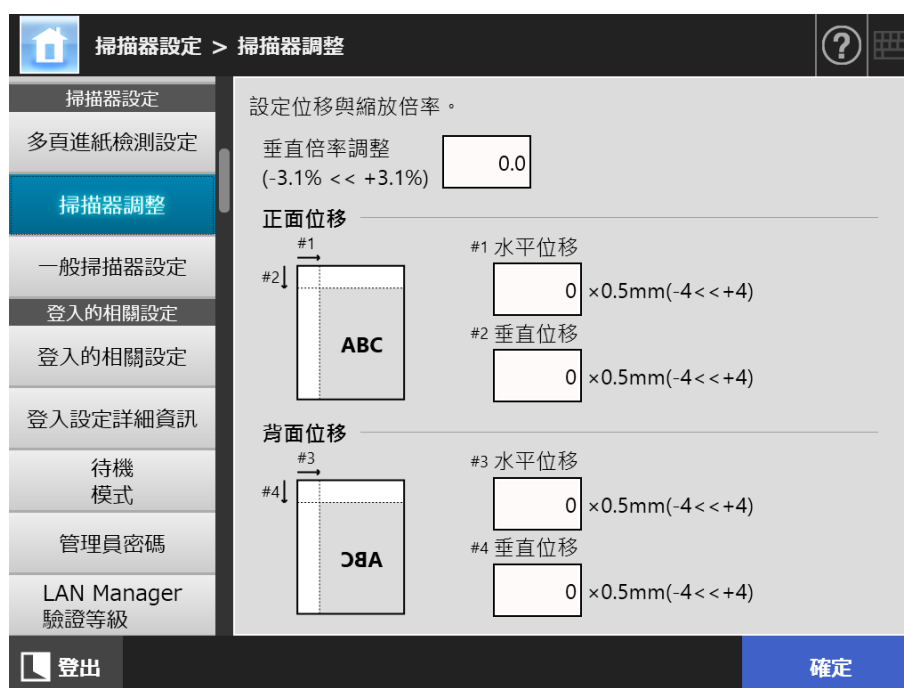 掃描器設定 > 掃描器調整
?
掃描器設定
多頁進紙檢測設定
掃描器調整
一般掃描器設定
登入的相關設定
登入的相關設定
登入設定詳細資訊
待機
模式
管理員密碼
LAN Manager
驗證等級
設定位移與縮放倍率。
垂直倍率調整
(-3.1% << +3.1%)
0.0
正面位移
#1
#2
ABC
#1 水平位移
0 ×0.5mm(-4<<+4)
#2 垂直位移
0 ×0.5mm(-4<<+4)
背面位移
#3
#4
ABC
#3 水平位移
0 ×0.5mm(-4<<+4)
#4 垂直位移
0 ×0.5mm(-4<<+4)
登出
確定